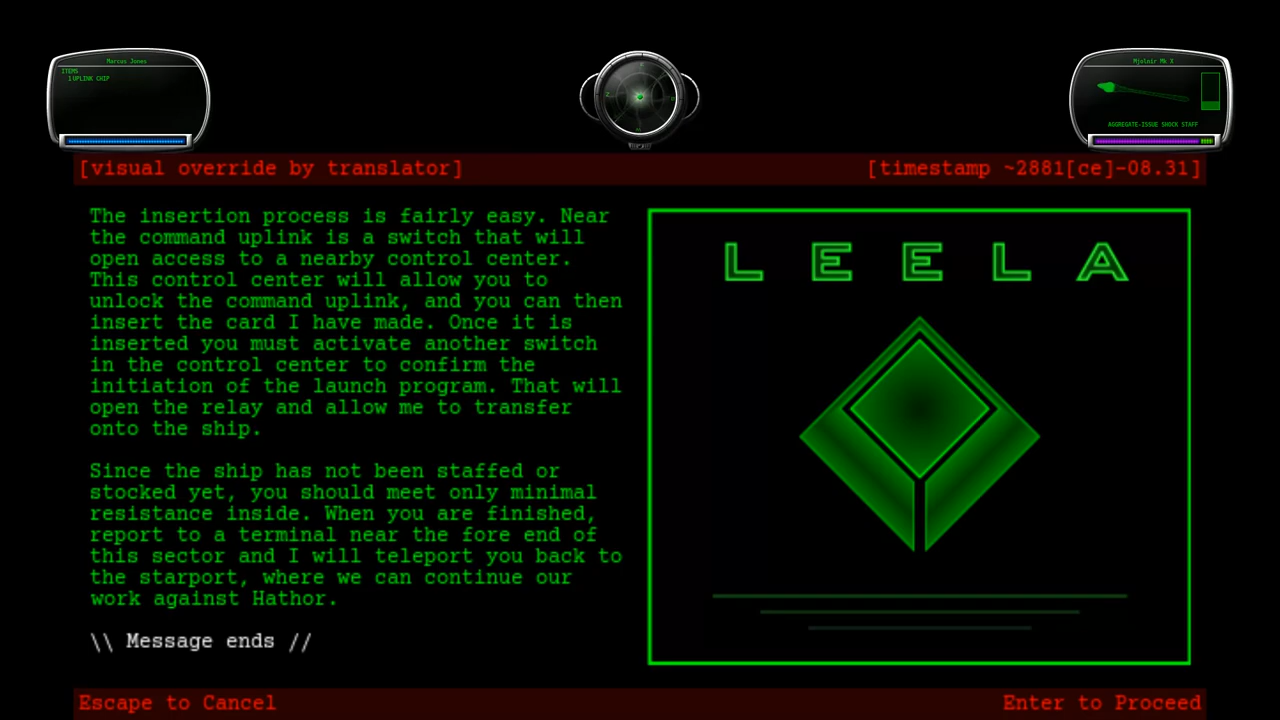 Marcus Jones
ITEMS
1 UPLINK CHIP
Mjolnir Mk X
AGGREGATE-ISSUE SHOCK STAFF
[visual override by translator]
[timestamp ~2881[ce]-08.31]
The insertion process is fairly easy. Near
the command uplink is a switch that will
open access to a nearby control center.
This control center will allow you to
unlock the command uplink, and you can then
insert the card I have made. Once it is
inserted you must activate another switch
in the control center to confirm the
initiation of the launch program. That will
open the relay and allow me to transfer
onto the ship.
Since the ship has not been staffed or
stocked yet, you should meet only minimal
resistance inside. When you are finished,
report to a terminal near the fore end of
this sector and I will teleport you back to
the starport, where we can continue our
work against Hathor.
\\ Message ends //
LEELA
Escape to Cancel
Enter to Proceed